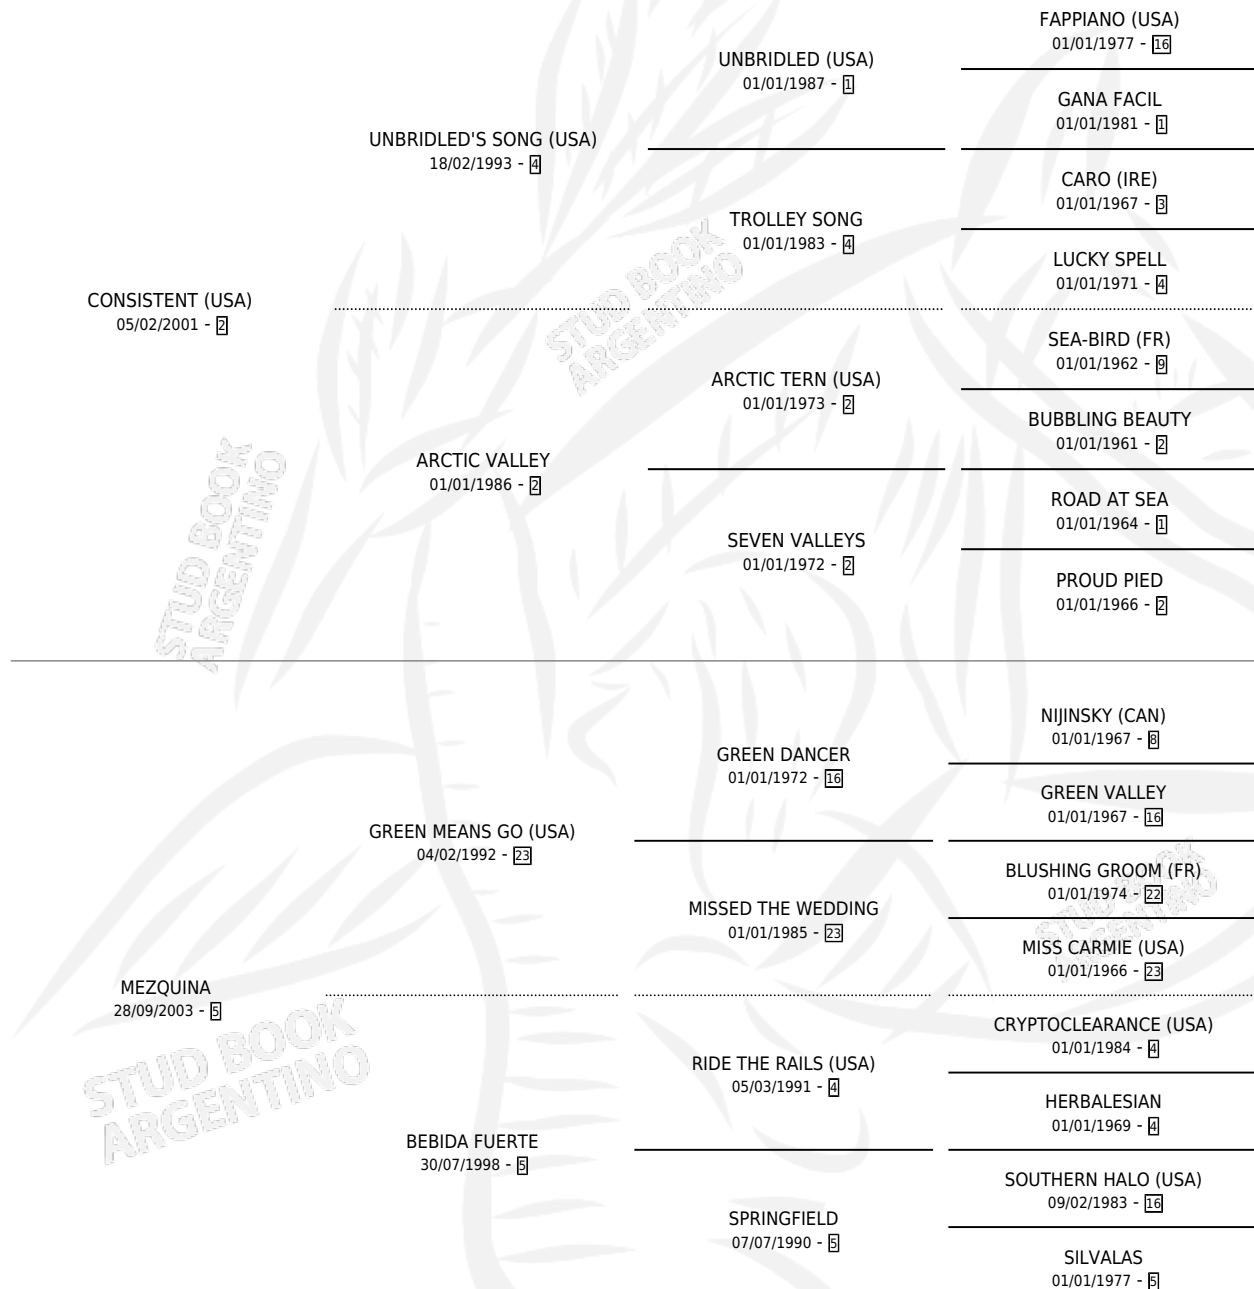 FAPPIANO (USA)
01/01/1977 - 16
UNBRIDLED (USA)
01/01/1987 - 1
GANA FACIL
01/01/1981 - 1
UNBRIDLED'S SONG (USA)
18/02/1993 - 4
CARO (IRE)
01/01/1967 - 3
TROLLEY SONG
01/01/1983 - 4
LUCKY SPELL
01/01/1971 - 4
CONSISTENT (USA)
05/02/2001 - 2
SEA-BIRD (FR)
01/01/1962 - 9
ARCTIC TERN (USA)
01/01/1973 - 2
BUBBLING BEAUTY
01/01/1961 - 2
ARCTIC VALLEY
01/01/1986 - 2
ROAD AT SEA
01/01/1964 - 1
SEVEN VALLEYS
01/01/1972 - 2
PROUD PIED
01/01/1966 - 2
NIJINSKY (CAN)
01/01/1967 - 8
GREEN DANCER
01/01/1972 - 16
GREEN VALLEY
01/01/1967 - 16
GREEN MEANS GO (USA)
04/02/1992 - 23
BLUSHING GROOM (FR)
01/01/1974 - 22
MISSED THE WEDDING
01/01/1985 - 23
MISS CARMIE (USA)
01/01/1966 - 23
MEZQUINA
28/09/2003 - 5
CRYPTOCLEARANCE (USA)
01/01/1984 - 4
RIDE THE RAILS (USA)
05/03/1991 - 4
HERBALESIAN
01/01/1969 - 4
BEBIDA FUERTE
30/07/1998 - 5
SOUTHERN HALO (USA)
09/02/1983 - 16
SPRINGFIELD
07/07/1990 - 5
SILVALAS
01/01/1977 - 5
STUD BOOK
ARGENTINO
STUD BOOK
ARGENTINO
STUD BOOK
ARGENTINO
STUD BOOK
ARGENTINO